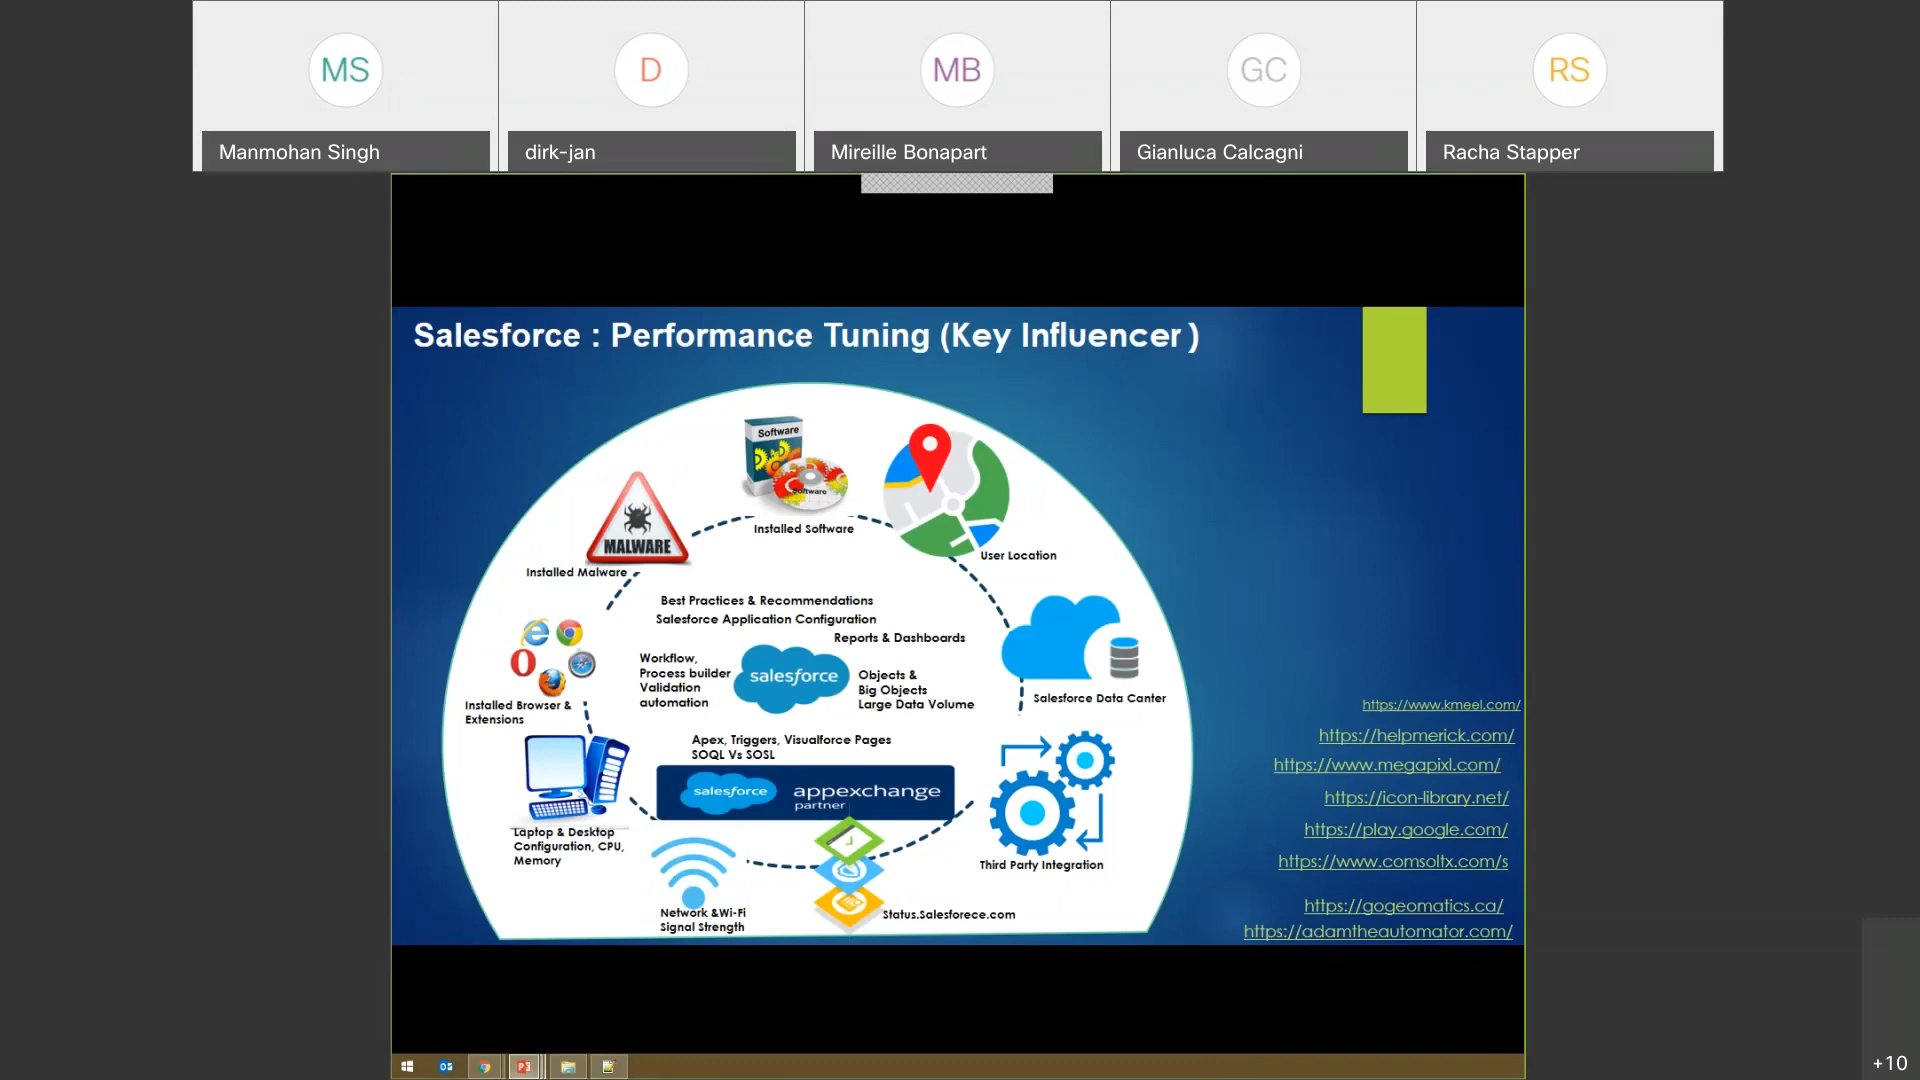 MS
D
MB
GC
RS
Manmohan Singh
dirk-jan
Mireille Bonapart
Gianluca Calcagni
Racha Stapper
Salesforce : Performance Tuning (Key Influencer )
Software
Software
Installed Software
User Location
MALWARE
Installed Malware
Best Practices & Recommendations
Salesforce Application Configuration
Reports & Dashboards
Workflow,
Process builder
Validation
automation
salesforce
Objects &
Big Objects
Large Data Volume
Salesforce Data Canter
Installed Browser &
Extensions
Apex, Triggers, Visualforce Pages
SOQL Vs SOSL
salesforce
appexchange
partner
Laptop & Desktop
Configuration, CPU,
Memory
Third Party Integration
Network &Wi-Fi
Signal Strength
Status.Salesforece.com
https://www.kmeel.com/
https://helpmerick.com/
https://www.megapixl.com/
https://icon-library.net/
https://play.google.com/
https://www.comsoltx.com/s
https://gogeomatics.ca/
https://adamtheautomator.com/
+10